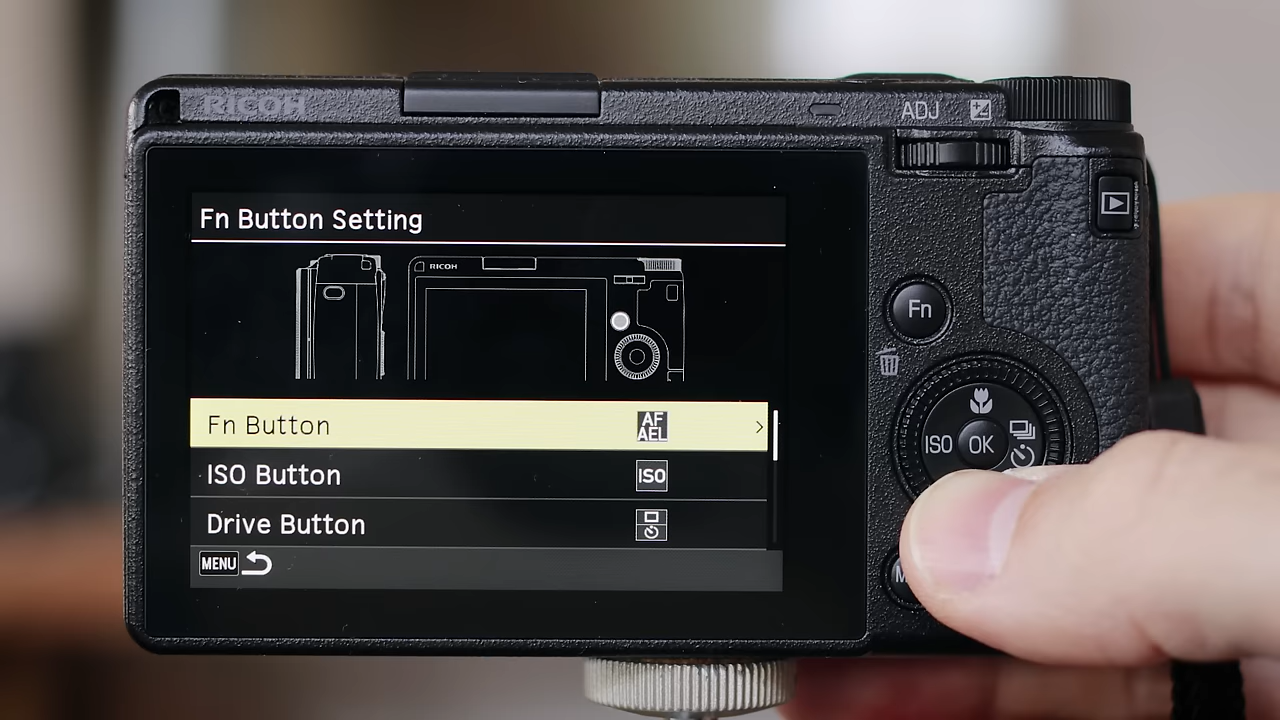 RICOH
ADJ
Fn Button Setting
RICOH
Fn
Fn Button AF AEL
ISO Button ISO
ISO OK
Drive Button
MENU